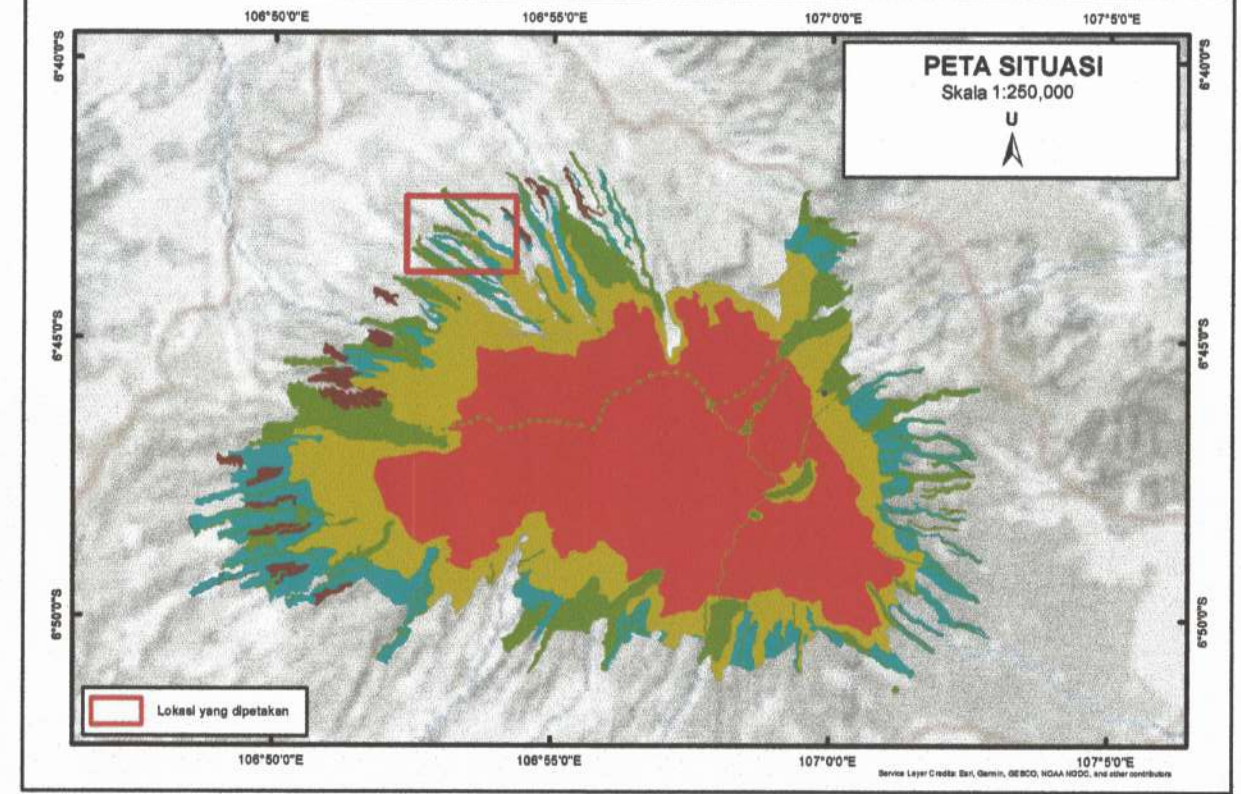 106°50'0"E 106°55'0"E 107°0'0"E 107°5'0"E
6°40'0"S
6°40'0"S
PETA SITUASI
Skala 1:250,000
U
6°45'0"S
6°45'0"S
6°50'0"S
6°50'0"S
Lokasi yang dipetakan
106°50'0"E 106°55'0"E 107°0'0"E 107°5'0"E
Service Layer Credits: Esri, Garmin, GEBCO, NOAA NGDC, and other contributors